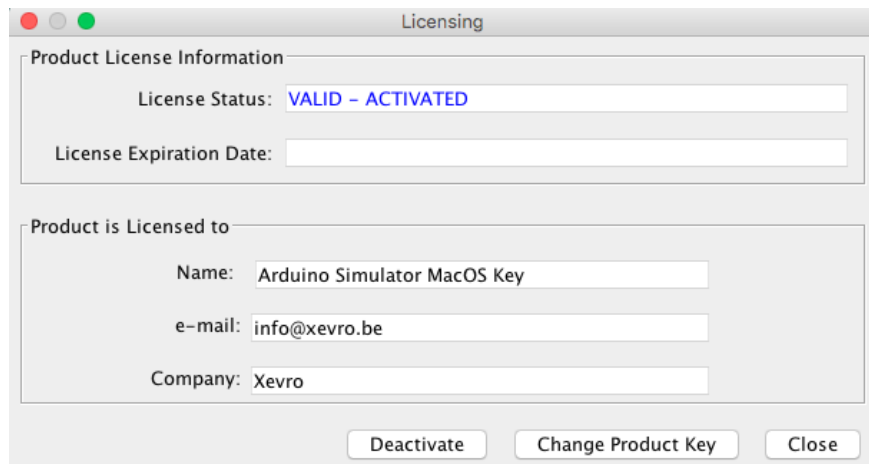 Licensing
Product License Information
License Status: VALID – ACTIVATED
License Expiration Date:
Product is Licensed to
Name: Arduino Simulator MacOS Key
e-mail: info@xevro.be
Company: Xevro
Deactivate Change Product Key Close